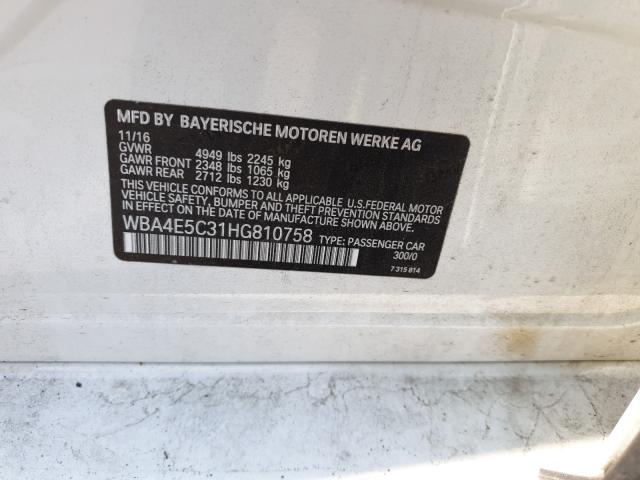 MFD BY BAYERISCHE MOTOREN WERKE AG
11/16
GVWR 4949 lbs 2245 kg
GAWR FRONT 2348 lbs 1065 kg
GAWR REAR 2712 lbs 1230 kg
THIS VEHICLE CONFORMS TO ALL APPLICABLE U.S.FEDERAL MOTOR
VEHICLE SAFETY, BUMPER AND THEFT PREVENTION STANDARDS
IN EFFECT ON THE DATE OF MANUFACTURE SHOWN ABOVE.
WBA4E5C31HG810758 TYPE: PASSENGER CAR
300/0
7 315 814